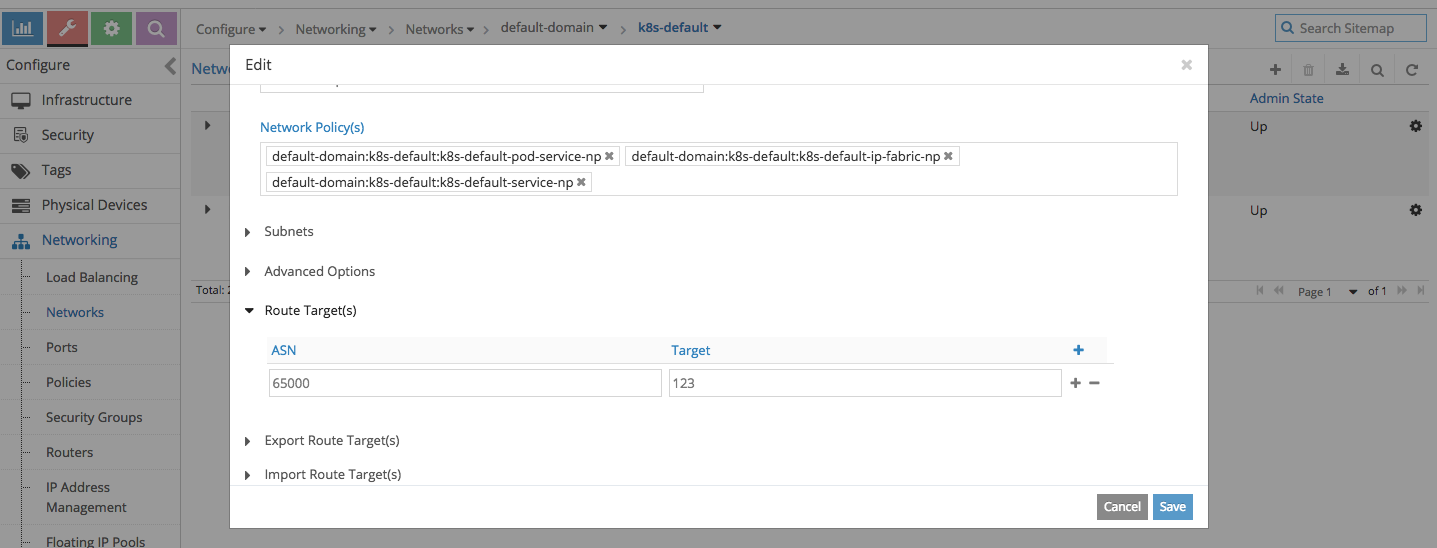 Configure > Networking > Networks > default-domain > k8s-default
Search Sitemap
Configure
Infrastructure
Security
Tags
Physical Devices
Networking
Load Balancing
Networks
Ports
Policies
Security Groups
Routers
IP Address
Management
Floating IP Pools
Netw
Edit
Network Policy(s)
default-domain:k8s-default:k8s-default-pod-service-np
default-domain:k8s-default:k8s-default-ip-fabric-np
default-domain:k8s-default:k8s-default-service-np
Subnets
Advanced Options
Route Target(s)
ASN Target
65000 123
Export Route Target(s)
Import Route Target(s)
Cancel Save
Admin State
Up
Up
Total: 2
Page 1 of 1